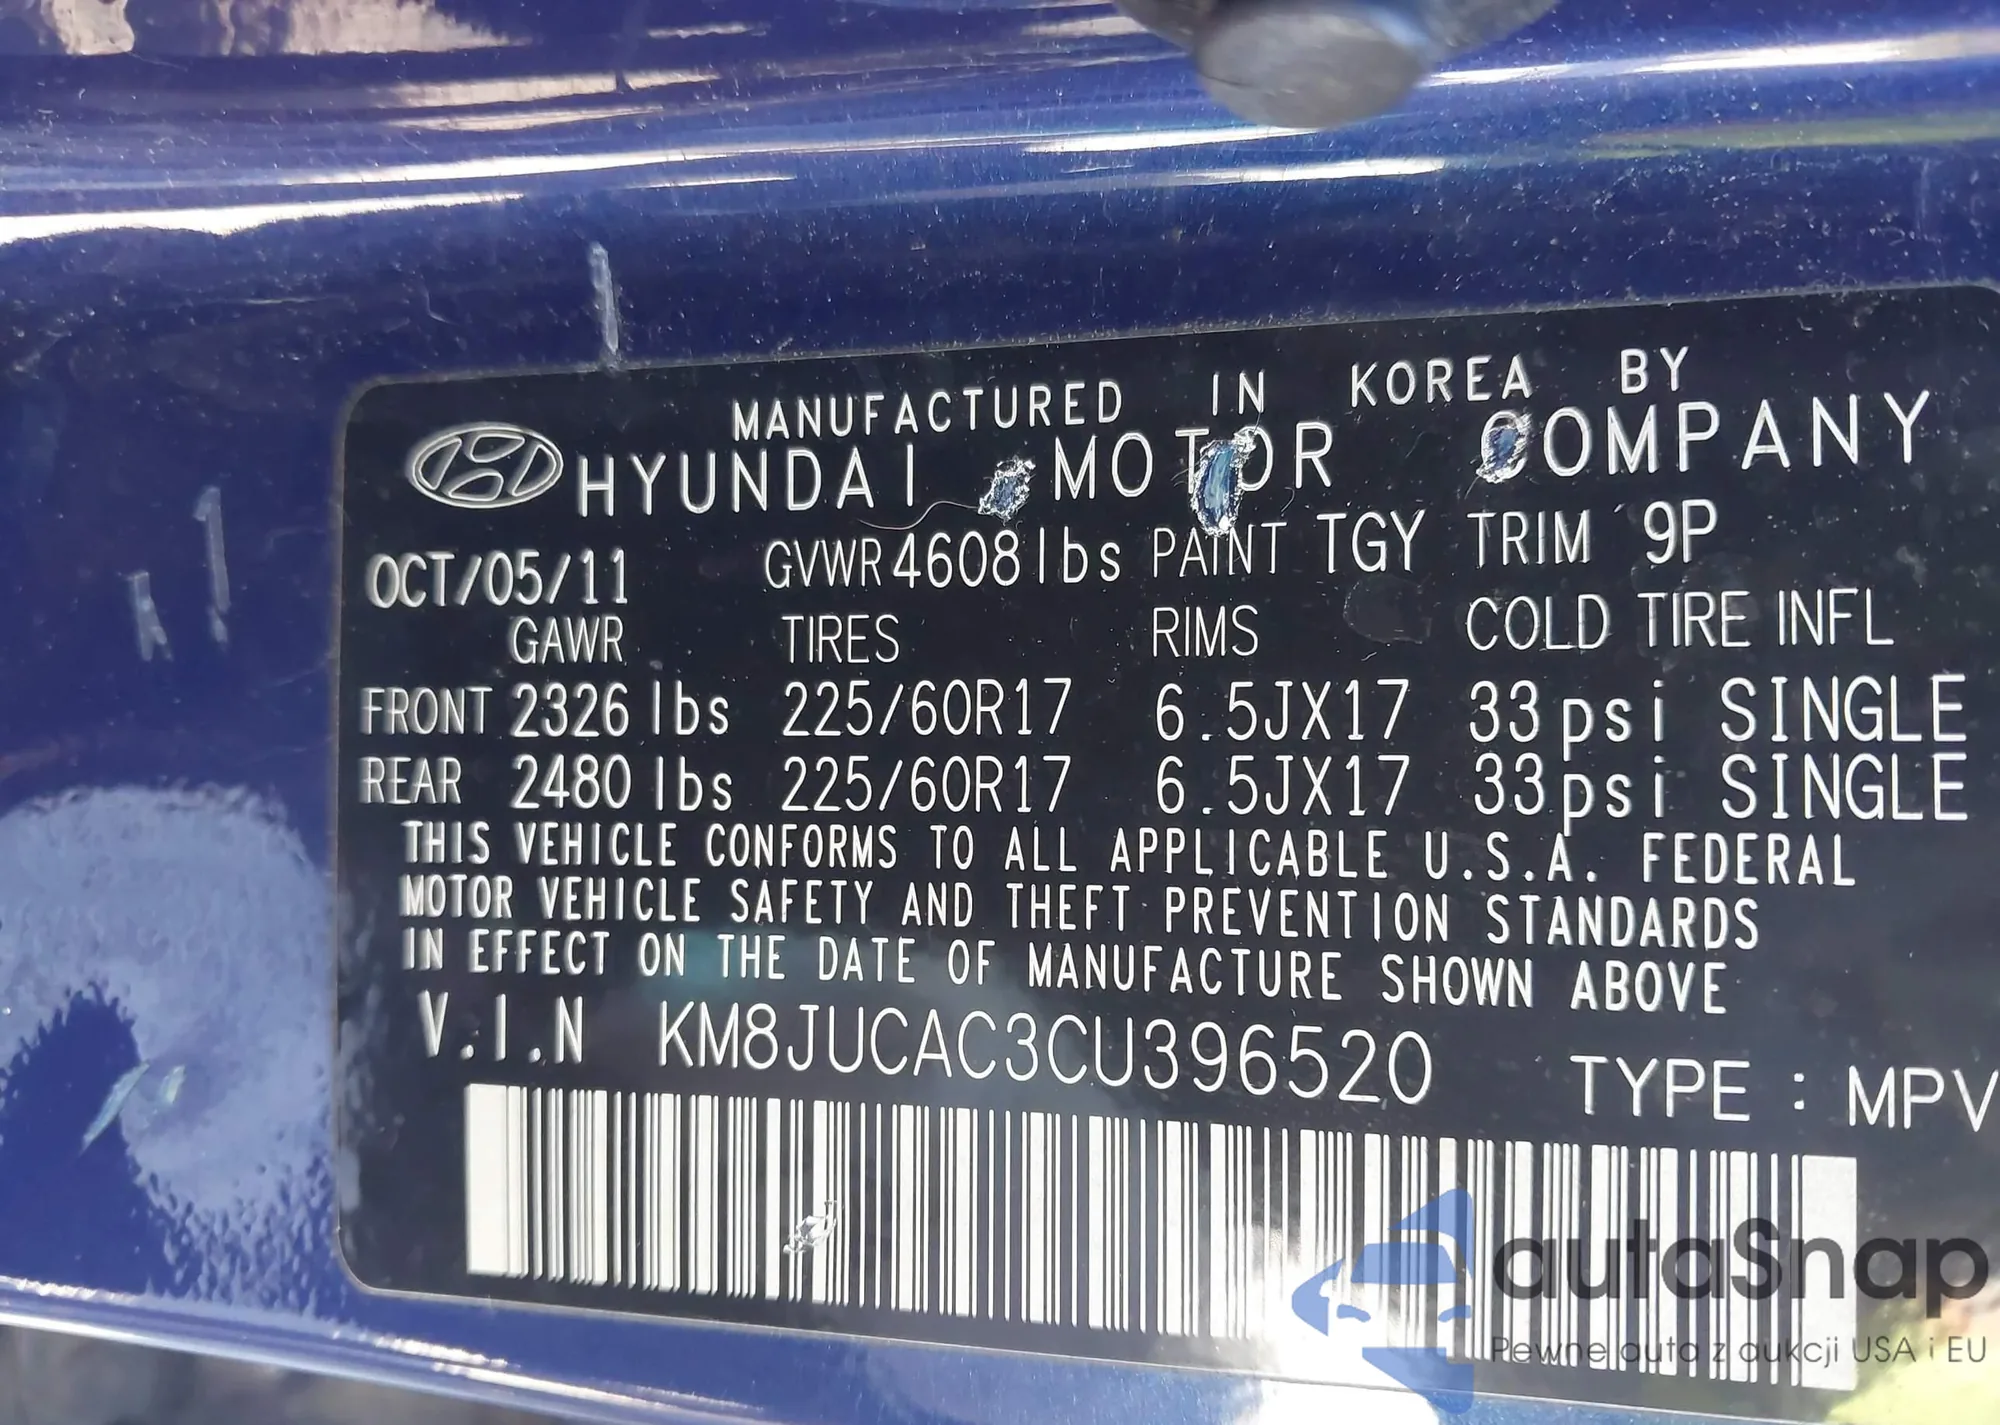 MANUFACTURED IN KOREA BY
HYUNDAI MOTOR COMPANY
OCT/05/11 GVWR 4608 lbs PAINT TGY TRIM 9P
GAWR TIRES RIMS COLD TIRE INFL
FRONT 2326 lbs 225/60R17 6.5JX17 33psi SINGLE
REAR 2480 lbs 225/60R17 6.5JX17 33psi SINGLE
THIS VEHICLE CONFORMS TO ALL APPLICABLE U.S.A. FEDERAL
MOTOR VEHICLE SAFETY AND THEFT PREVENTION STANDARDS
IN EFFECT ON THE DATE OF MANUFACTURE SHOWN ABOVE
V.I.N KM8JUCAC3CU396520
TYPE : MPV
autaSnap
Pewne auta z aukcji USA i EU